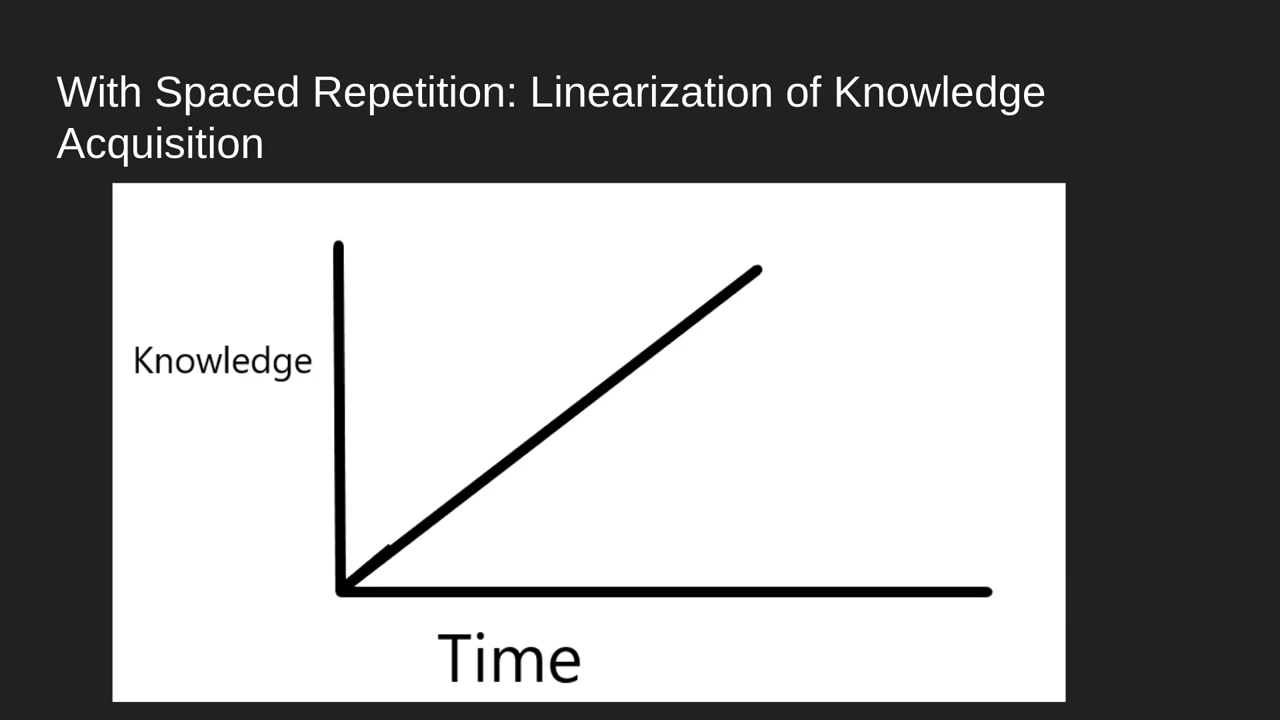 With Spaced Repetition: Linearization of Knowledge
Acquisition
Knowledge
Time